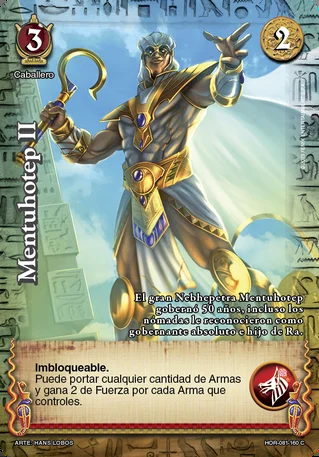 3
2
Caballero
Mentuhotep II
El gran Nebhepetra Mentuhotep
gobernó 50 años, incluso los
nómadas le reconocieron como
gobernante absoluto e hijo de Ra.
Imbloqueable.
Puede portar cualquier cantidad de Armas
y gana 2 de Fuerza por cada Arma que
controles.
ARTE: HANS LOBOS
HOR-081-160 C